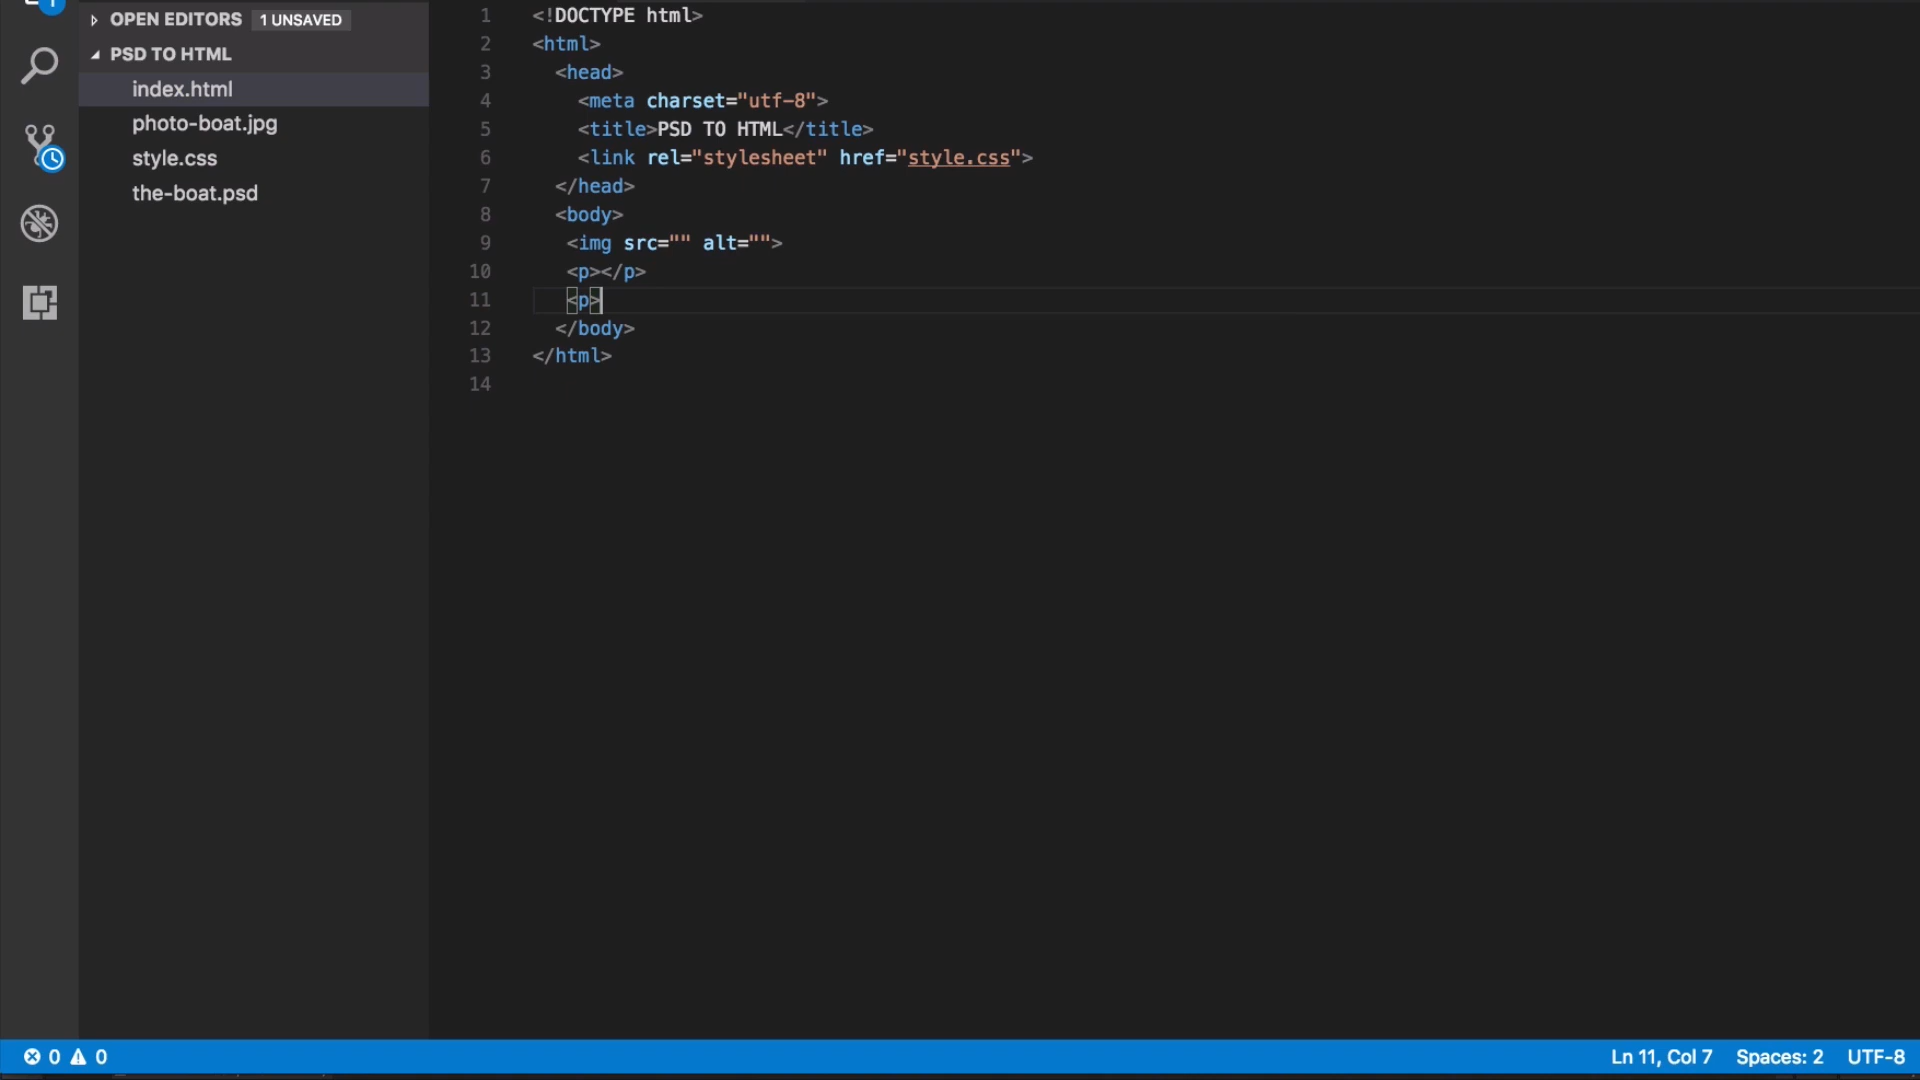 1
OPEN EDITORS 1 UNSAVED
PSD TO HTML
index.html
photo-boat.jpg
style.css
the-boat.psd
1 <!DOCTYPE html>
2 <html>
3 <head>
4 <meta charset="utf-8">
5 <title>PSD TO HTML</title>
6 <link rel="stylesheet" href="style.css">
7 </head>
8 <body>
9 <img src="" alt="">
10 <p></p>
11 <p>
12 </body>
13 </html>
14
0 0 Ln 11, Col 7 Spaces: 2 UTF-8